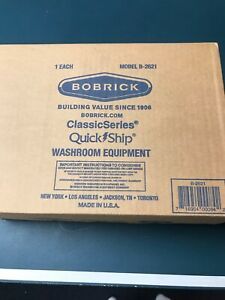 1 EACH MODEL B-2621
BOBRICK
BUILDING VALUE SINCE 1906
BOBRICK.COM
ClassicSeries®
QuickShip®
WASHROOM EQUIPMENT
IMPORTANT INSTRUCTIONS TO CONSIGNEE
NEW YORK • LOS ANGELES • JACKSON, TN • TORONTO
MADE IN U.S.A.
B-2621